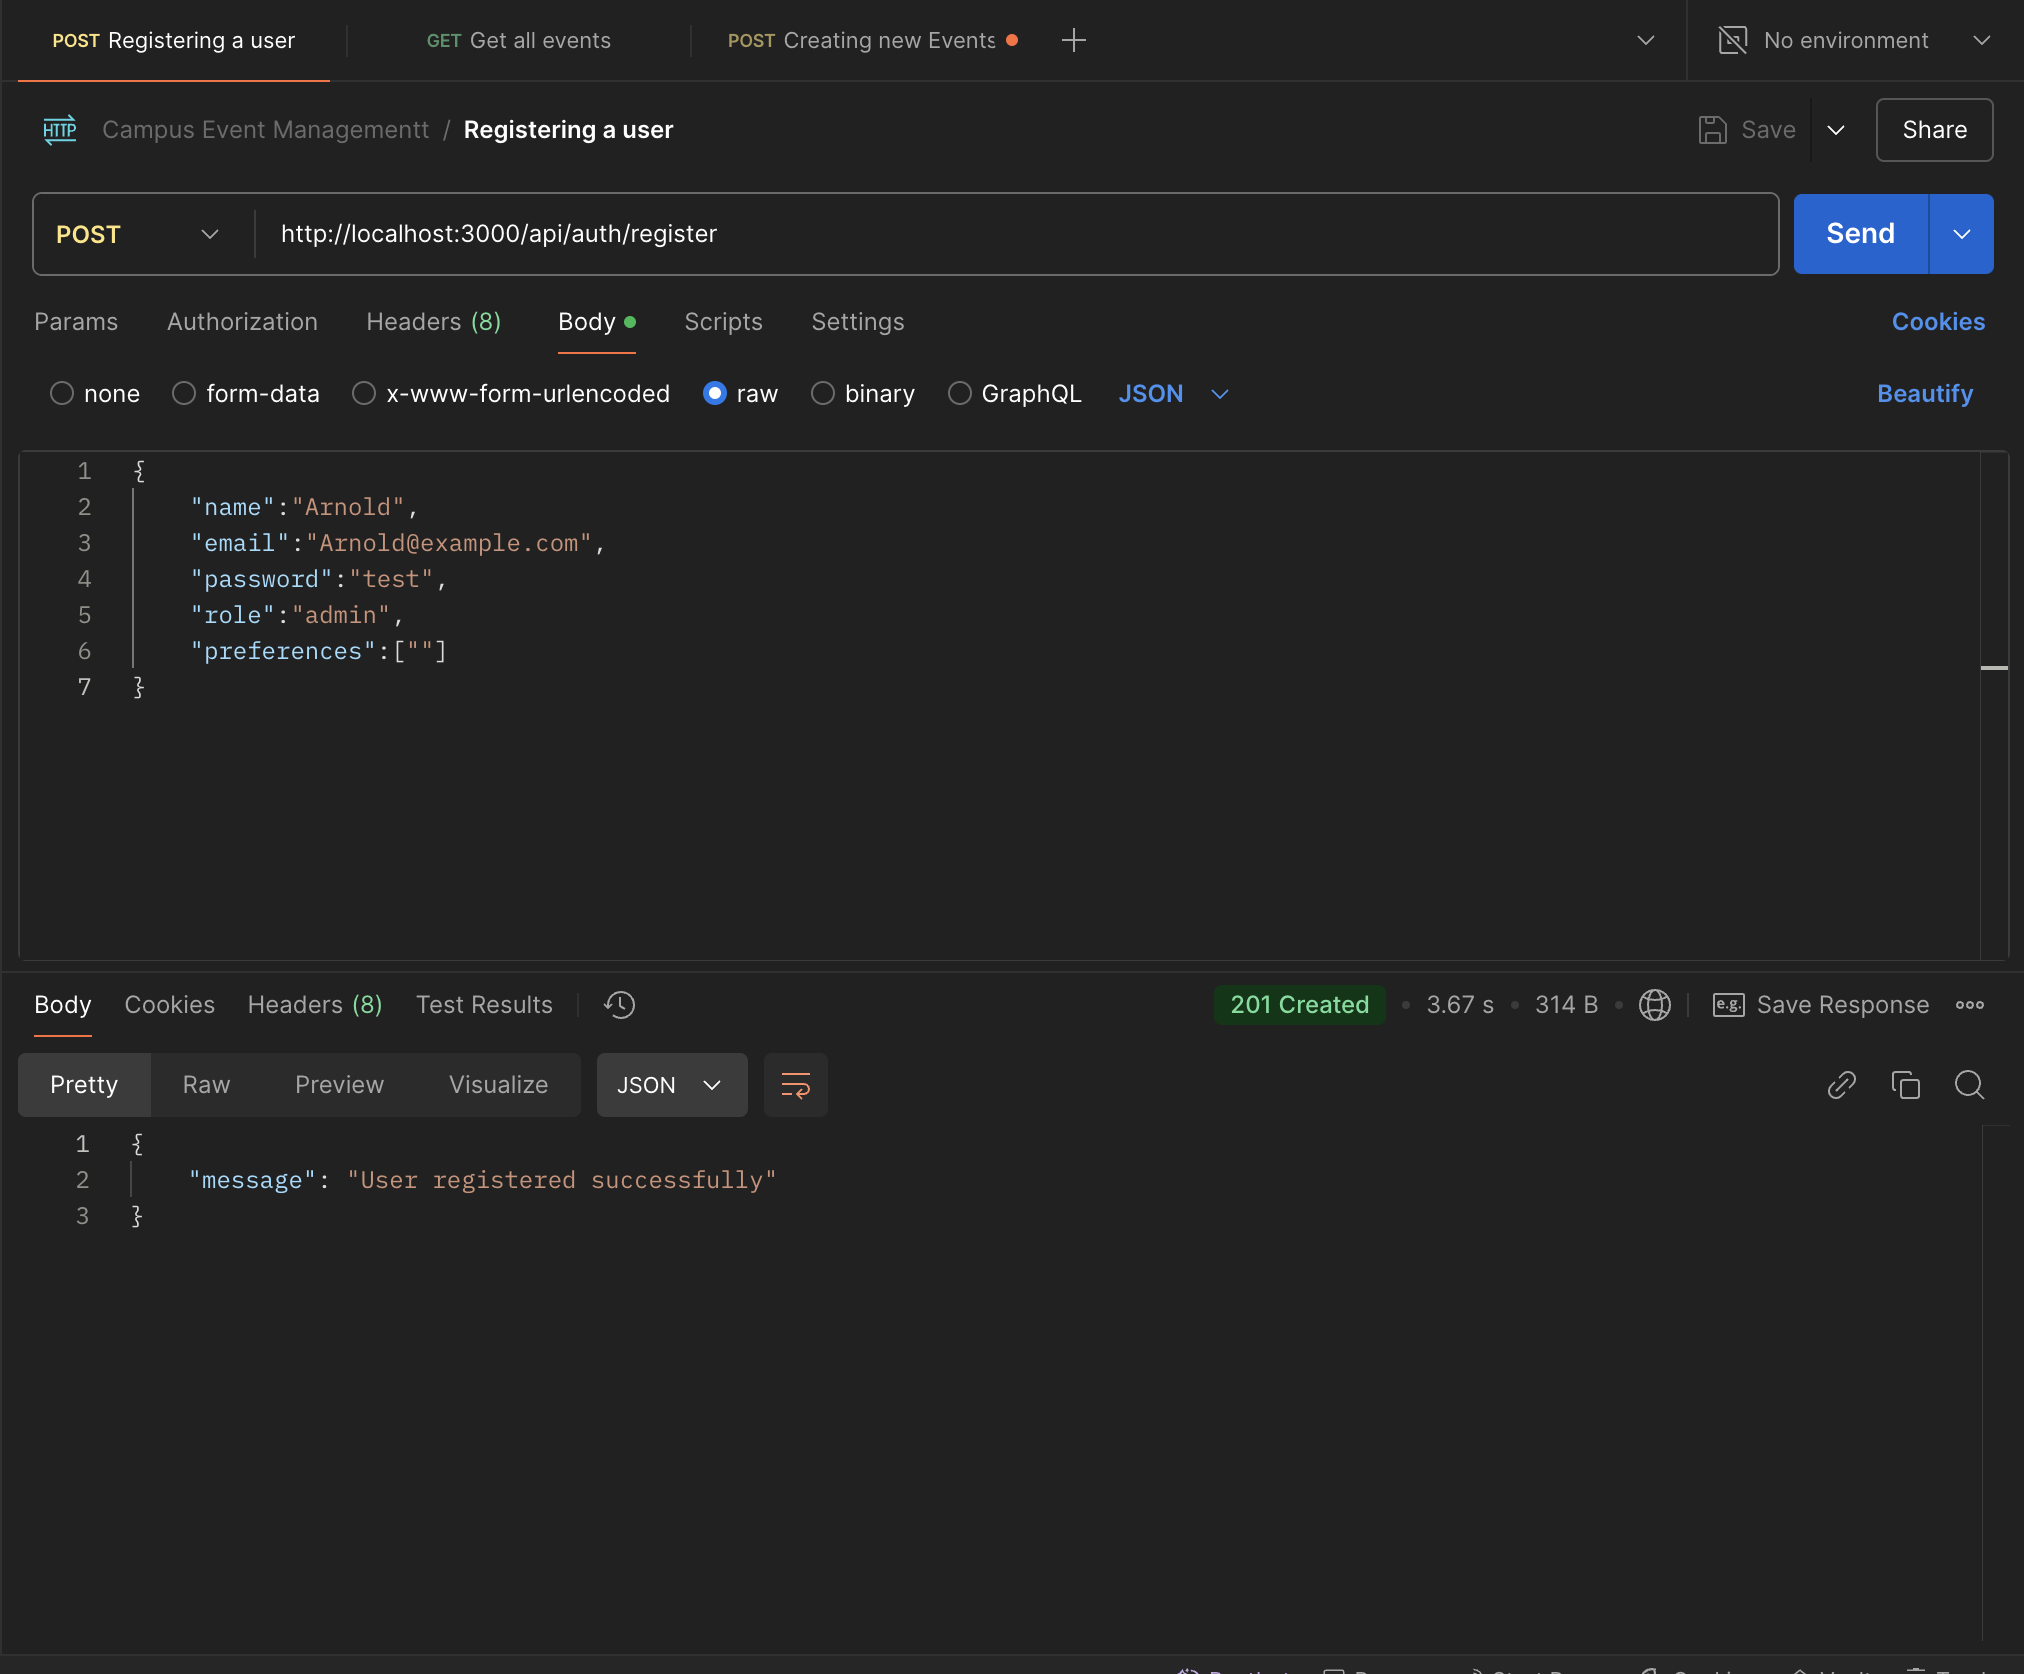 POST Registering a user GET Get all events POST Creating new Events No environment
HTTP Campus Event Managementt / Registering a user Save Share
POST http://localhost:3000/api/auth/register Send
Params Authorization Headers (8) Body Scripts Settings Cookies
none form-data x-www-form-urlencoded raw binary GraphQL JSON Beautify
1 {
2 "name":"Arnold",
3 "email":"Arnold@example.com",
4 "password":"test",
5 "role":"admin",
6 "preferences":[""]
7 }
Body Cookies Headers (8) Test Results 201 Created 3.67 s 314 B e.g. Save Response
Pretty Raw Preview Visualize JSON
1 {
2 "message": "User registered successfully"
3 }